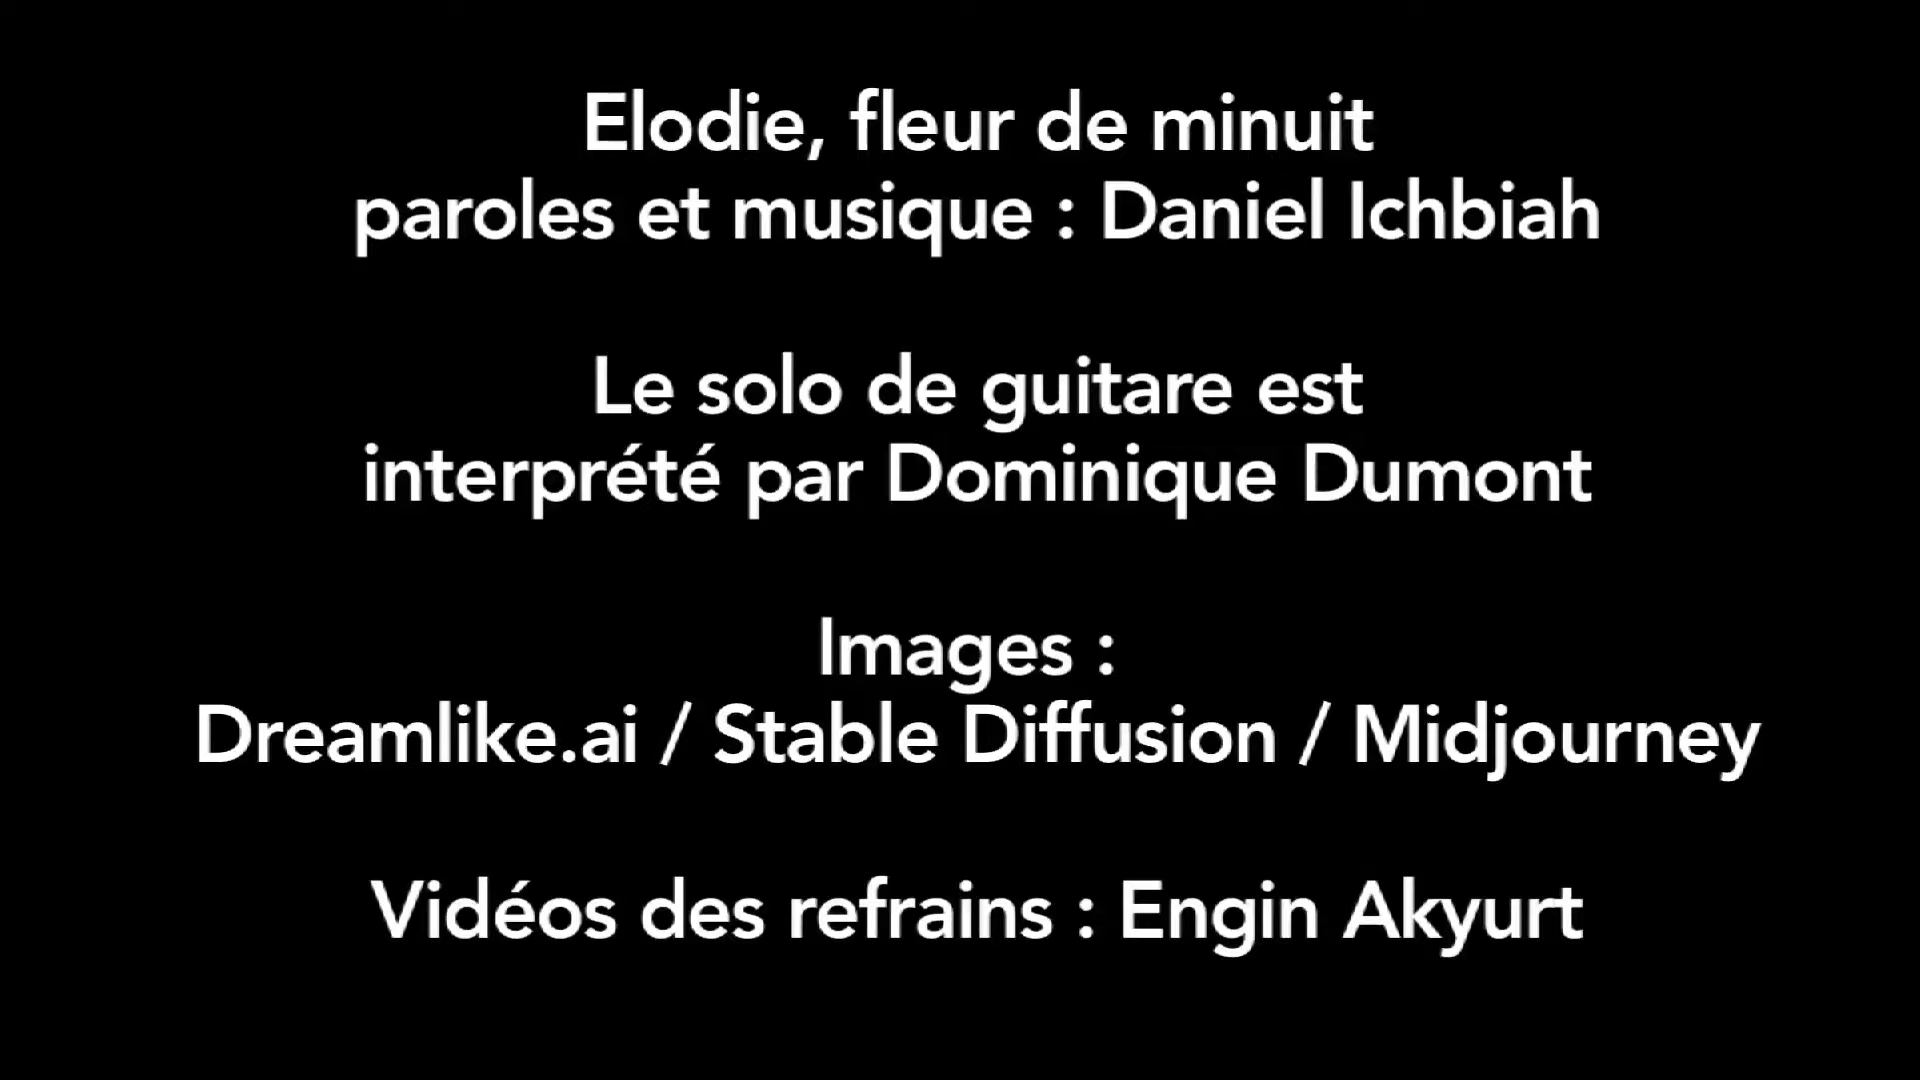 Elodie, fleur de minuit
paroles et musique : Daniel Ichbiah
Le solo de guitare est
interprété par Dominique Dumont
Images :
Dreamlike.ai / Stable Diffusion / Midjourney
Vidéos des refrains : Engin Akyurt